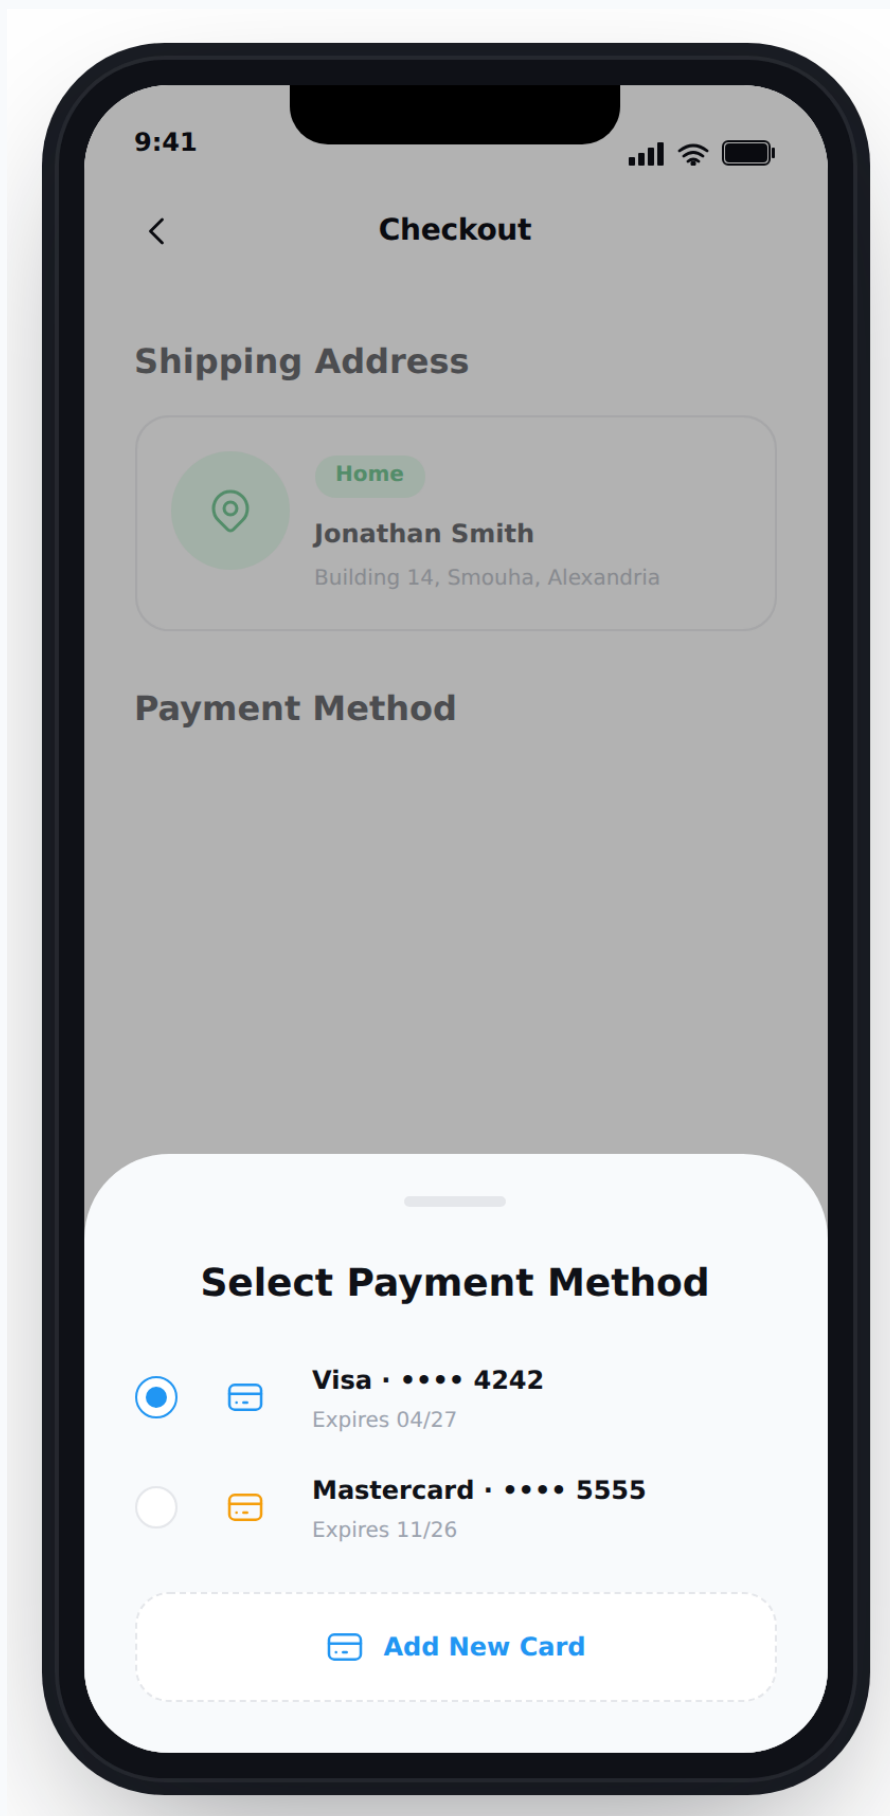 9:41
Checkout
Shipping Address
Home
Jonathan Smith
Building 14, Smouha, Alexandria
Payment Method
Select Payment Method
Visa · •••• 4242
Expires 04/27
Mastercard · •••• 5555
Expires 11/26
Add New Card